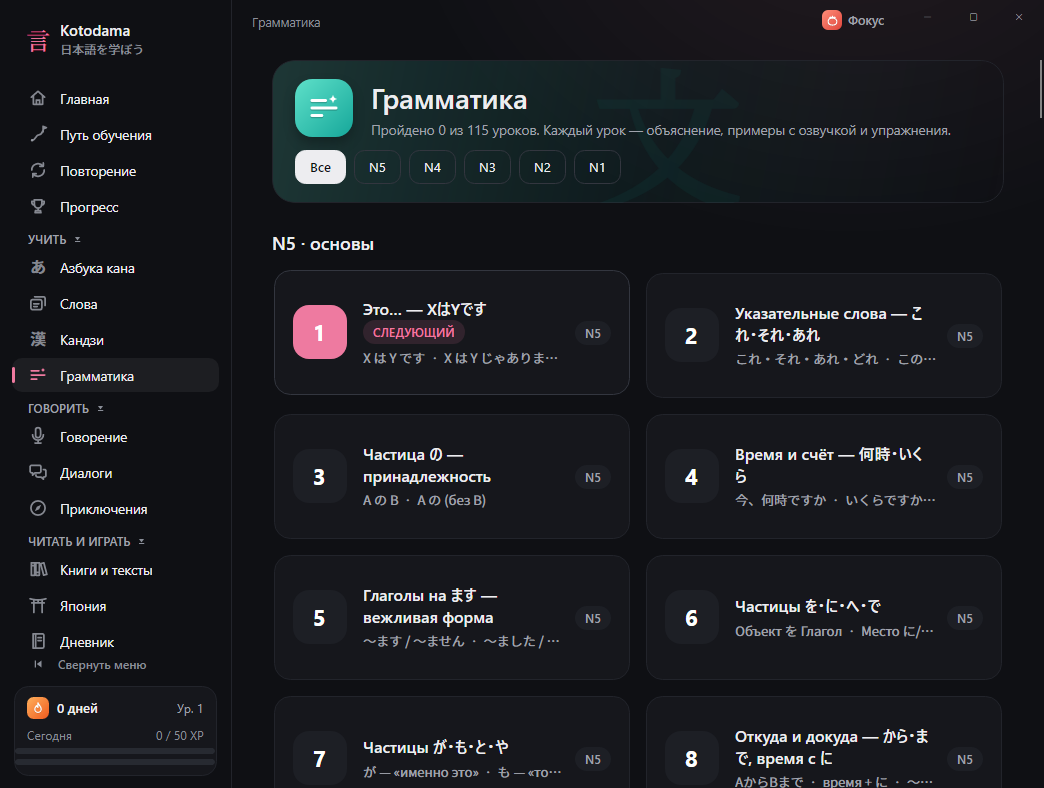 言
Kotodama
日本語を学ぼう
Главная
Путь обучения
Повторение
Прогресс
УЧИТЬ
あ Азбука кана
Слова
漢 Кандзи
Грамматика
ГОВОРИТЬ
Говорение
Диалоги
Приключения
ЧИТАТЬ И ИГРАТЬ
Книги и тексты
Япония
Дневник
Свернуть меню
0 дней Ур. 1
Сегодня 0 / 50 XP
Грамматика
Фокус
文
Грамматика
Пройдено 0 из 115 уроков. Каждый урок — объяснение, примеры с озвучкой и упражнения.
Все N5 N4 N3 N2 N1
N5 · основы
1
Это… — XはYです
СЛЕДУЮЩИЙ
X は Y です · X は Y じゃありま…
N5
2
Указательные слова — こ
れ·それ·あれ
これ・それ・あれ・どれ · この…
N5
3
Частица の —
принадлежность
A の B · A の (без B)
N5
4
Время и счёт — 何時·いく
ら
今、何時ですか · いくらですか…
N5
5
Глаголы на ます —
вежливая форма
～ます / ～ません · ～ました / …
N5
6
Частицы を·に·へ·で
Объект を Глагол · Место に/…
N5
7
Частицы が·も·と·や
が — «именно это» · も — «то…
N5
8
Откуда и докуда — から·ま
で, время с に
AからBまで · время + に · ～…
N5